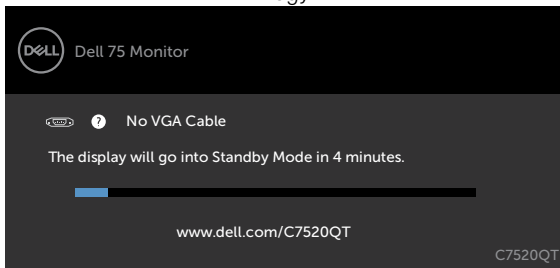 DELL
Dell 75 Monitor
? No VGA Cable
The display will go into Standby Mode in 4 minutes.
www.dell.com/C7520QT
C7520QT